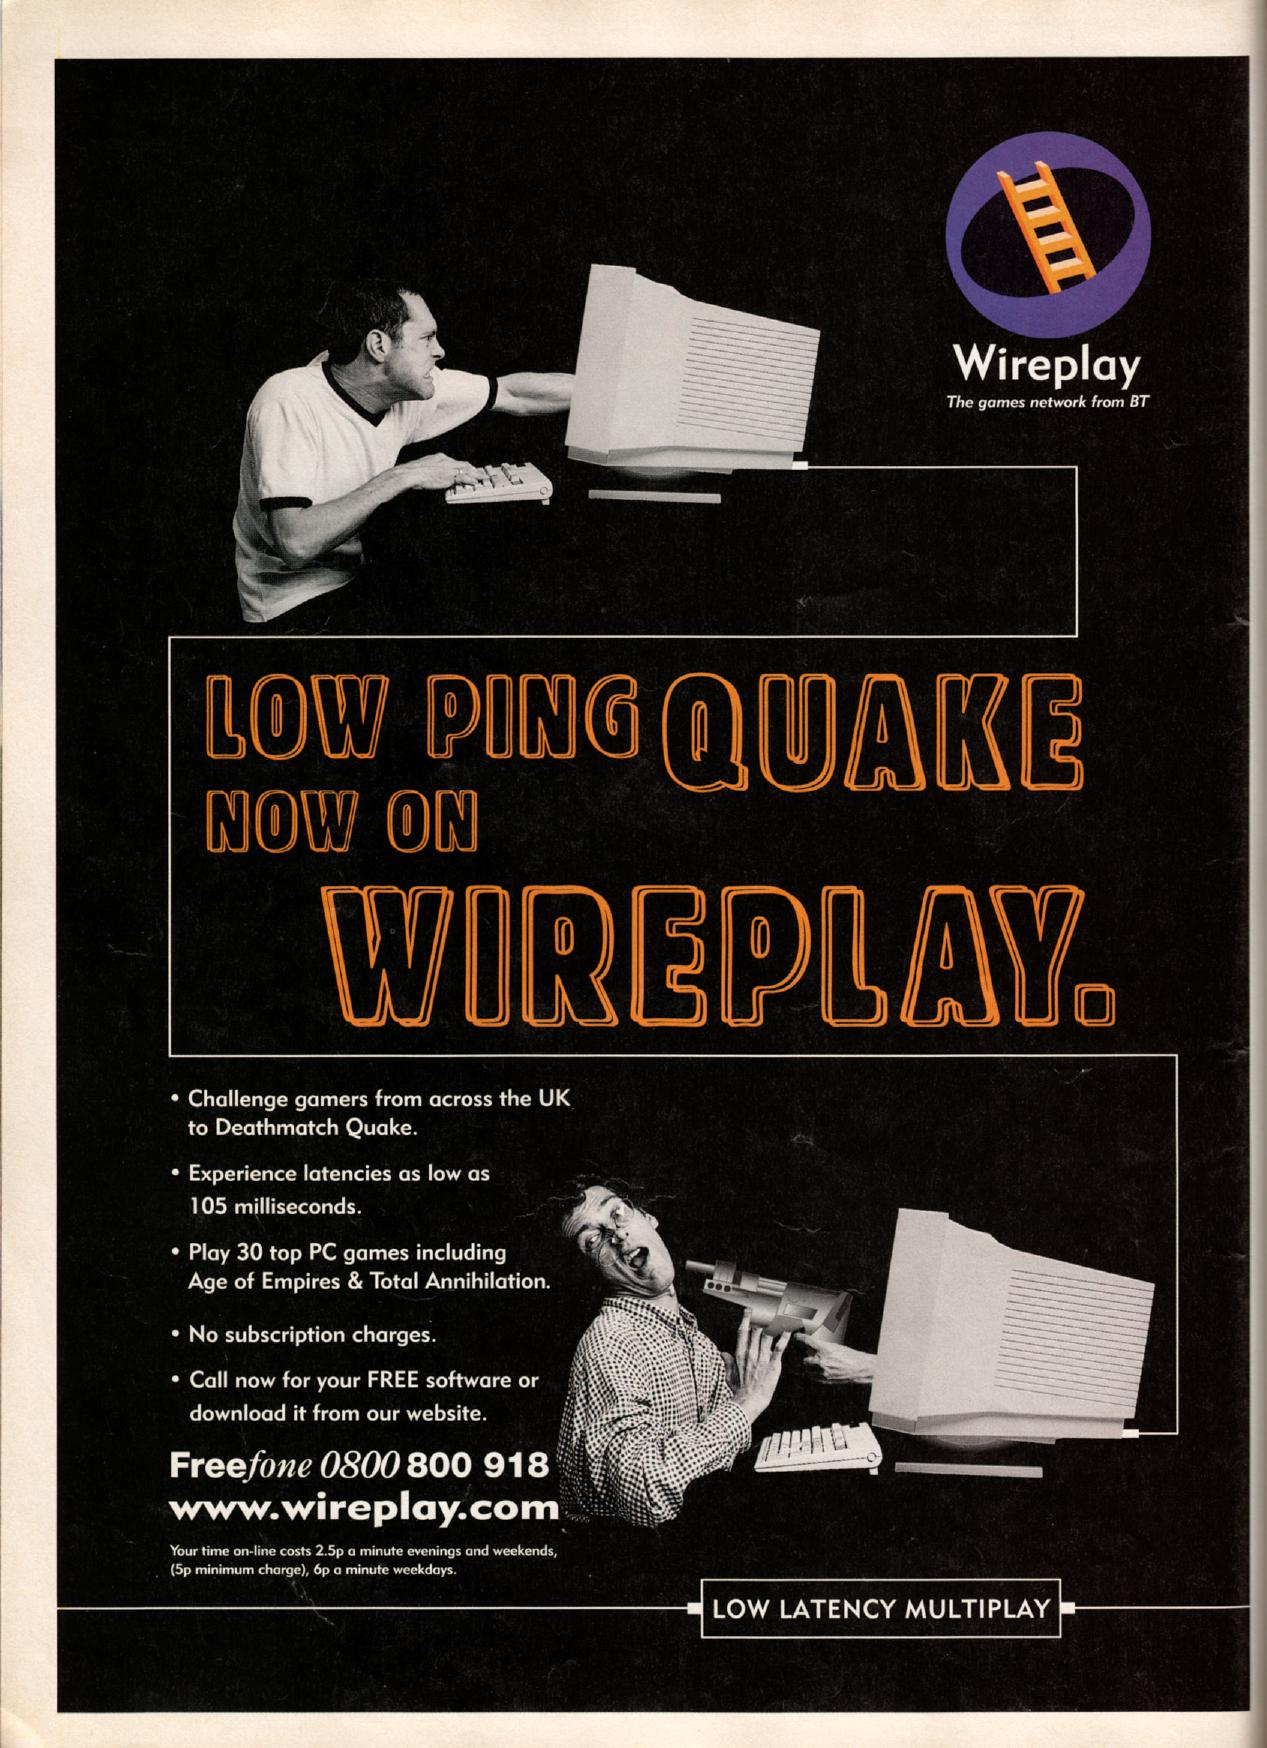 Wireplay
The games network from BT
LOW PING QUAKE
NOW ON
WIREPLAY.
• Challenge gamers from across the UK
to Deathmatch Quake.
• Experience latencies as low as
105 milliseconds.
• Play 30 top PC games including
Age of Empires & Total Annihilation.
• No subscription charges.
• Call now for your FREE software or
download it from our website.
Freefone 0800 800 918
www.wireplay.com
Your time on-line costs 2.5p a minute evenings and weekends,
(5p minimum charge), 6p a minute weekdays.
LOW LATENCY MULTIPLAY